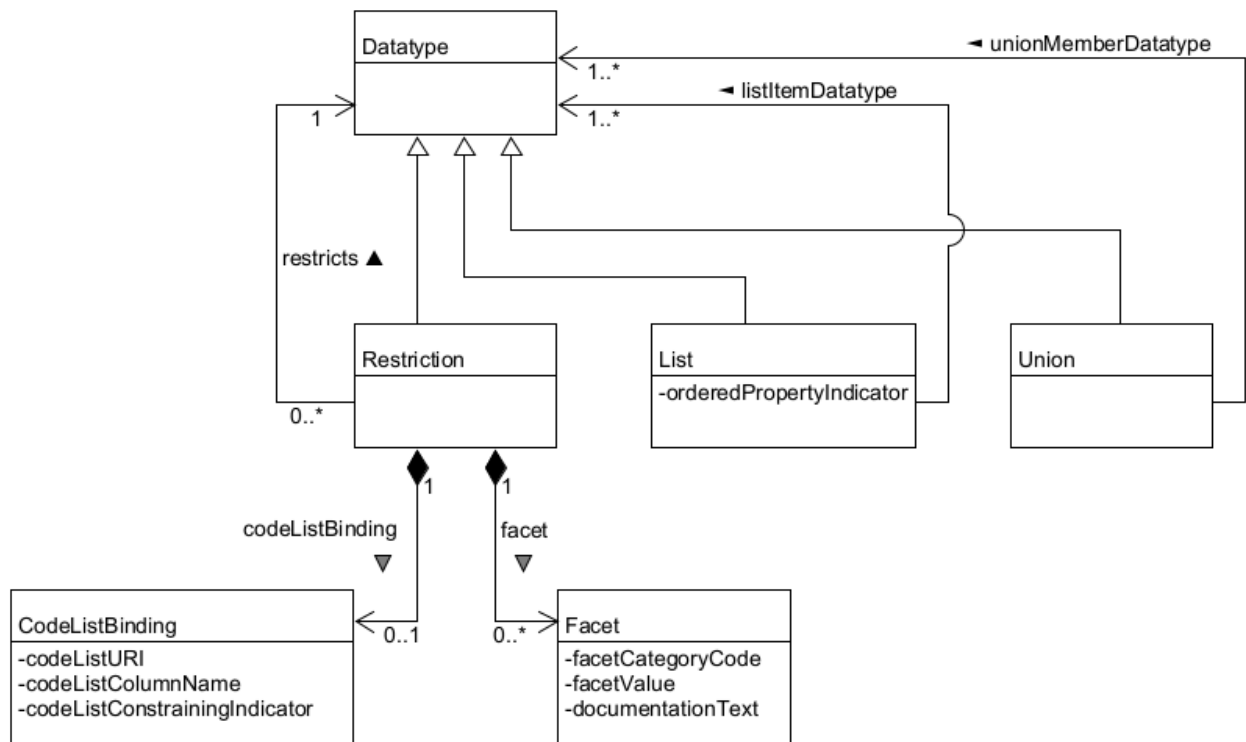 Datatype
◄ unionMemberDatatype
1..*
◄ listItemDatatype
1
1..*
restricts ▲
Restriction
List
Union
-orderedPropertyIndicator
0..*
1
1
codeListBinding
facet
▼
▼
CodeListBinding
0..1
0..*
Facet
-codeListURI
-facetCategoryCode
-codeListColumnName
-facetValue
-codeListConstrainingIndicator
-documentationText